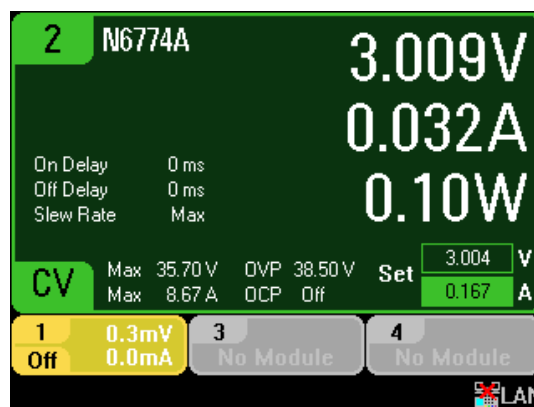 2 N6774A 3.009V
0.032A
On Delay 0 ms
Off Delay 0 ms 0.10W
Slew Rate Max
CV Max 35.70 V OVP 38.50 V Set 3.004 V
Max 8.67 A OCP Off 0.167 A
1 0.3mV 3 4
Off 0.0mA No Module No Module
LAN